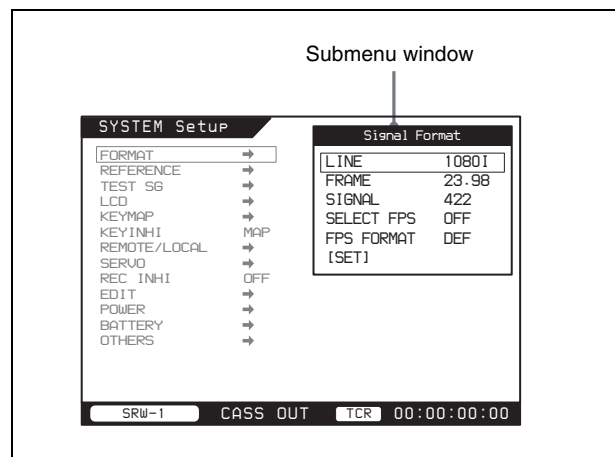 Submenu window
SYSTEM Setup
FORMAT ➡
REFERENCE ➡
TEST SG ➡
LCD ➡
KEYMAP ➡
KEYINHI MAP
REMOTE/LOCAL ➡
SERVO ➡
REC INHI OFF
EDIT ➡
POWER ➡
BATTERY ➡
OTHERS ➡
Signal Format
LINE 1080I
FRAME 23.98
SIGNAL 422
SELECT FPS OFF
FPS FORMAT DEF
[SET]
SRW-1 CASS OUT TCR 00:00:00:00